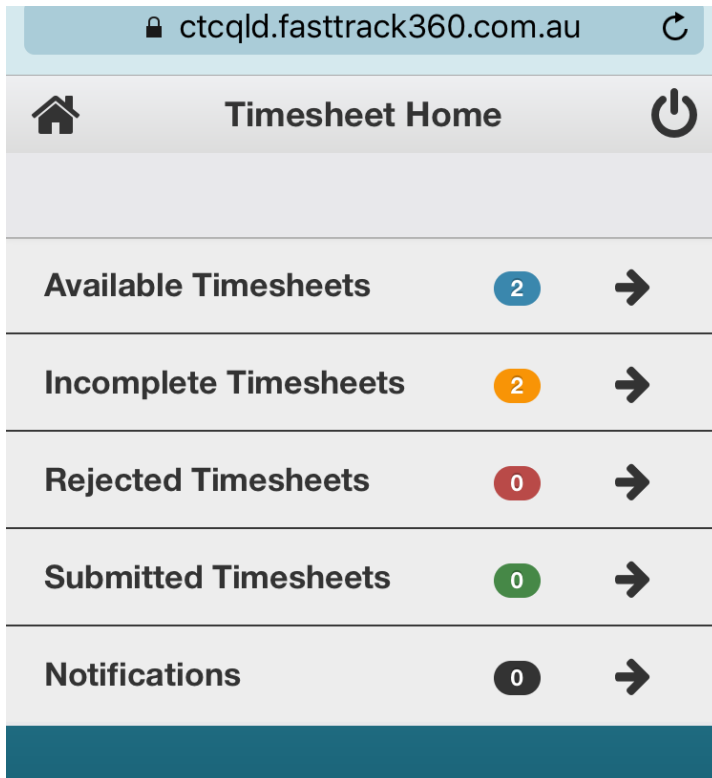 ctcqld.fasttrack360.com.au
Timesheet Home
Available Timesheets 2
Incomplete Timesheets 2
Rejected Timesheets 0
Submitted Timesheets 0
Notifications 0